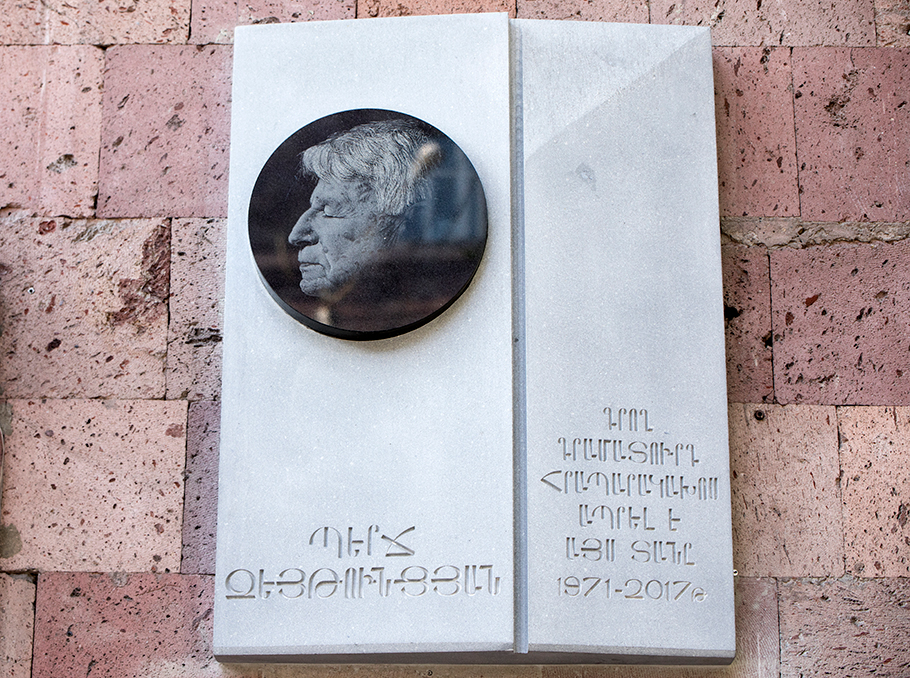 ՊԵՐՃ
ԶԵՅԹՈՒՆՑՅԱՆ
ԳՐՈՂ
ԴՐԱՄԱՏՈՒՐԳ
ՀՐԱՊԱՐԱԿԱԽՈՍ
ԱՊՐԵԼ Է
ԱՅՍ ՏԱՆԸ
1971-2017թ